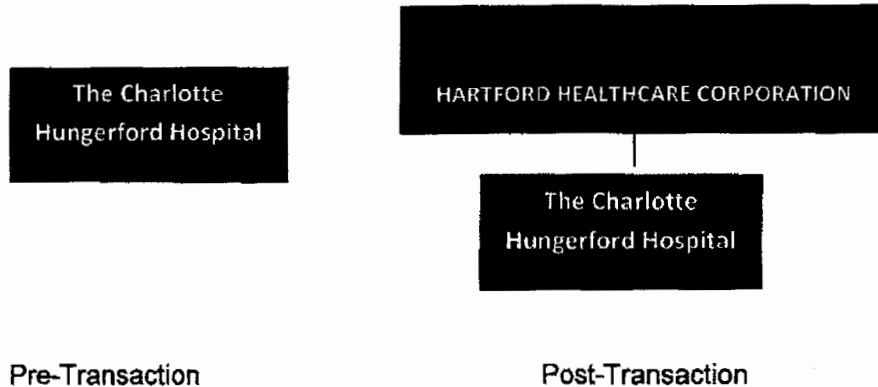 The Charlotte
Hungerford Hospital
HARTFORD HEALTHCARE CORPORATION
The Charlotte
Hungerford Hospital
Pre-Transaction
Post-Transaction